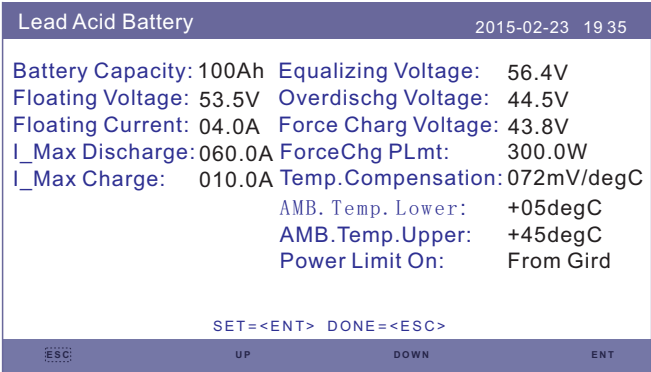 Lead Acid Battery 2015-02-23 19 35
Battery Capacity: 100Ah Equalizing Voltage: 56.4V
Floating Voltage: 53.5V Overdischg Voltage: 44.5V
Floating Current: 04.0A Force Charg Voltage: 43.8V
I_Max Discharge: 060.0A ForceChg PLmt: 300.0W
I_Max Charge: 010.0A Temp.Compensation: 072mV/degC
AMB.Temp.Lower: +05degC
AMB.Temp.Upper: +45degC
Power Limit On: From Gird
SET=<ENT> DONE=<ESC>
ESC UP DOWN ENT